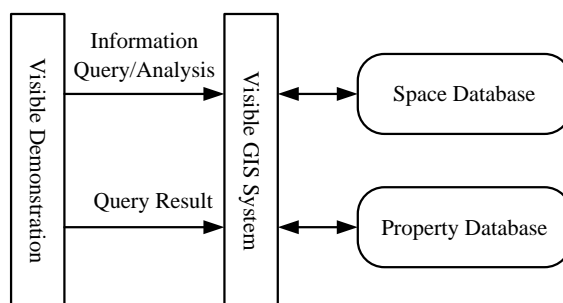 Visible Demonstration
Information
Query/Analysis
Query Result
Visible GIS System
Space Database
Property Database